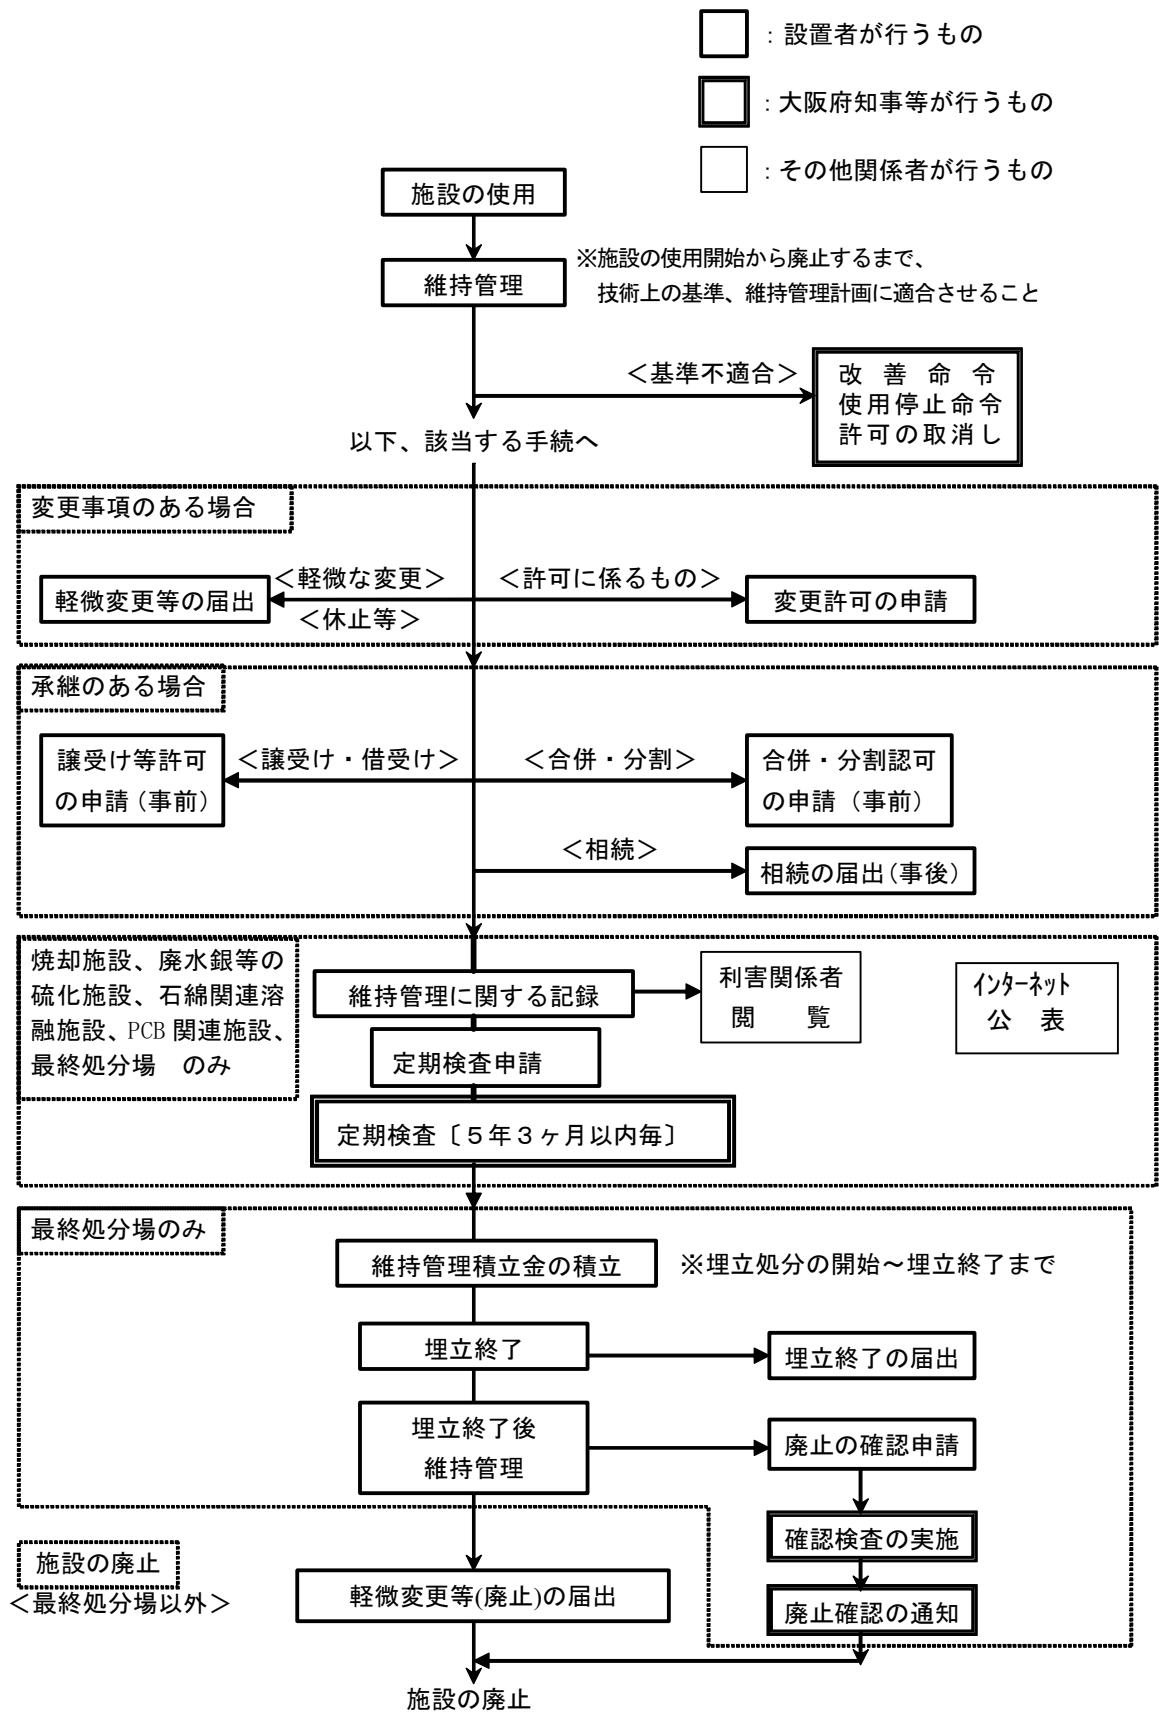 ：設置者が行うもの
：大阪府知事等が行うもの
：その他関係者が行うもの
施設の使用
維持管理
※施設の使用開始から廃止するまで、
技術上の基準、維持管理計画に適合させること
＜基準不適合＞
改善命令
使用停止命令
許可の取消し
以下、該当する手続へ
変更事項のある場合
＜軽微な変更＞
＜許可に係るもの＞
軽微変更等の届出
変更許可の申請
＜休止等＞
承継のある場合
譲受け等許可
の申請（事前）
＜譲受け・借受け＞
＜合併・分割＞
合併・分割認可
の申請（事前）
＜相続＞
相続の届出（事後）
焼却施設、廃水銀等の
硫化施設、石綿関連溶
融施設、PCB関連施設、
最終処分場　のみ
維持管理に関する記録
利害関係者
閲　　覧
インターネット
公　表
定期検査申請
定期検査〔５年３ヶ月以内毎〕
最終処分場のみ
維持管理積立金の積立
※埋立処分の開始～埋立終了まで
埋立終了
埋立終了の届出
埋立終了後
維持管理
廃止の確認申請
確認検査の実施
施設の廃止
＜最終処分場以外＞
軽微変更等(廃止)の届出
廃止確認の通知
施設の廃止